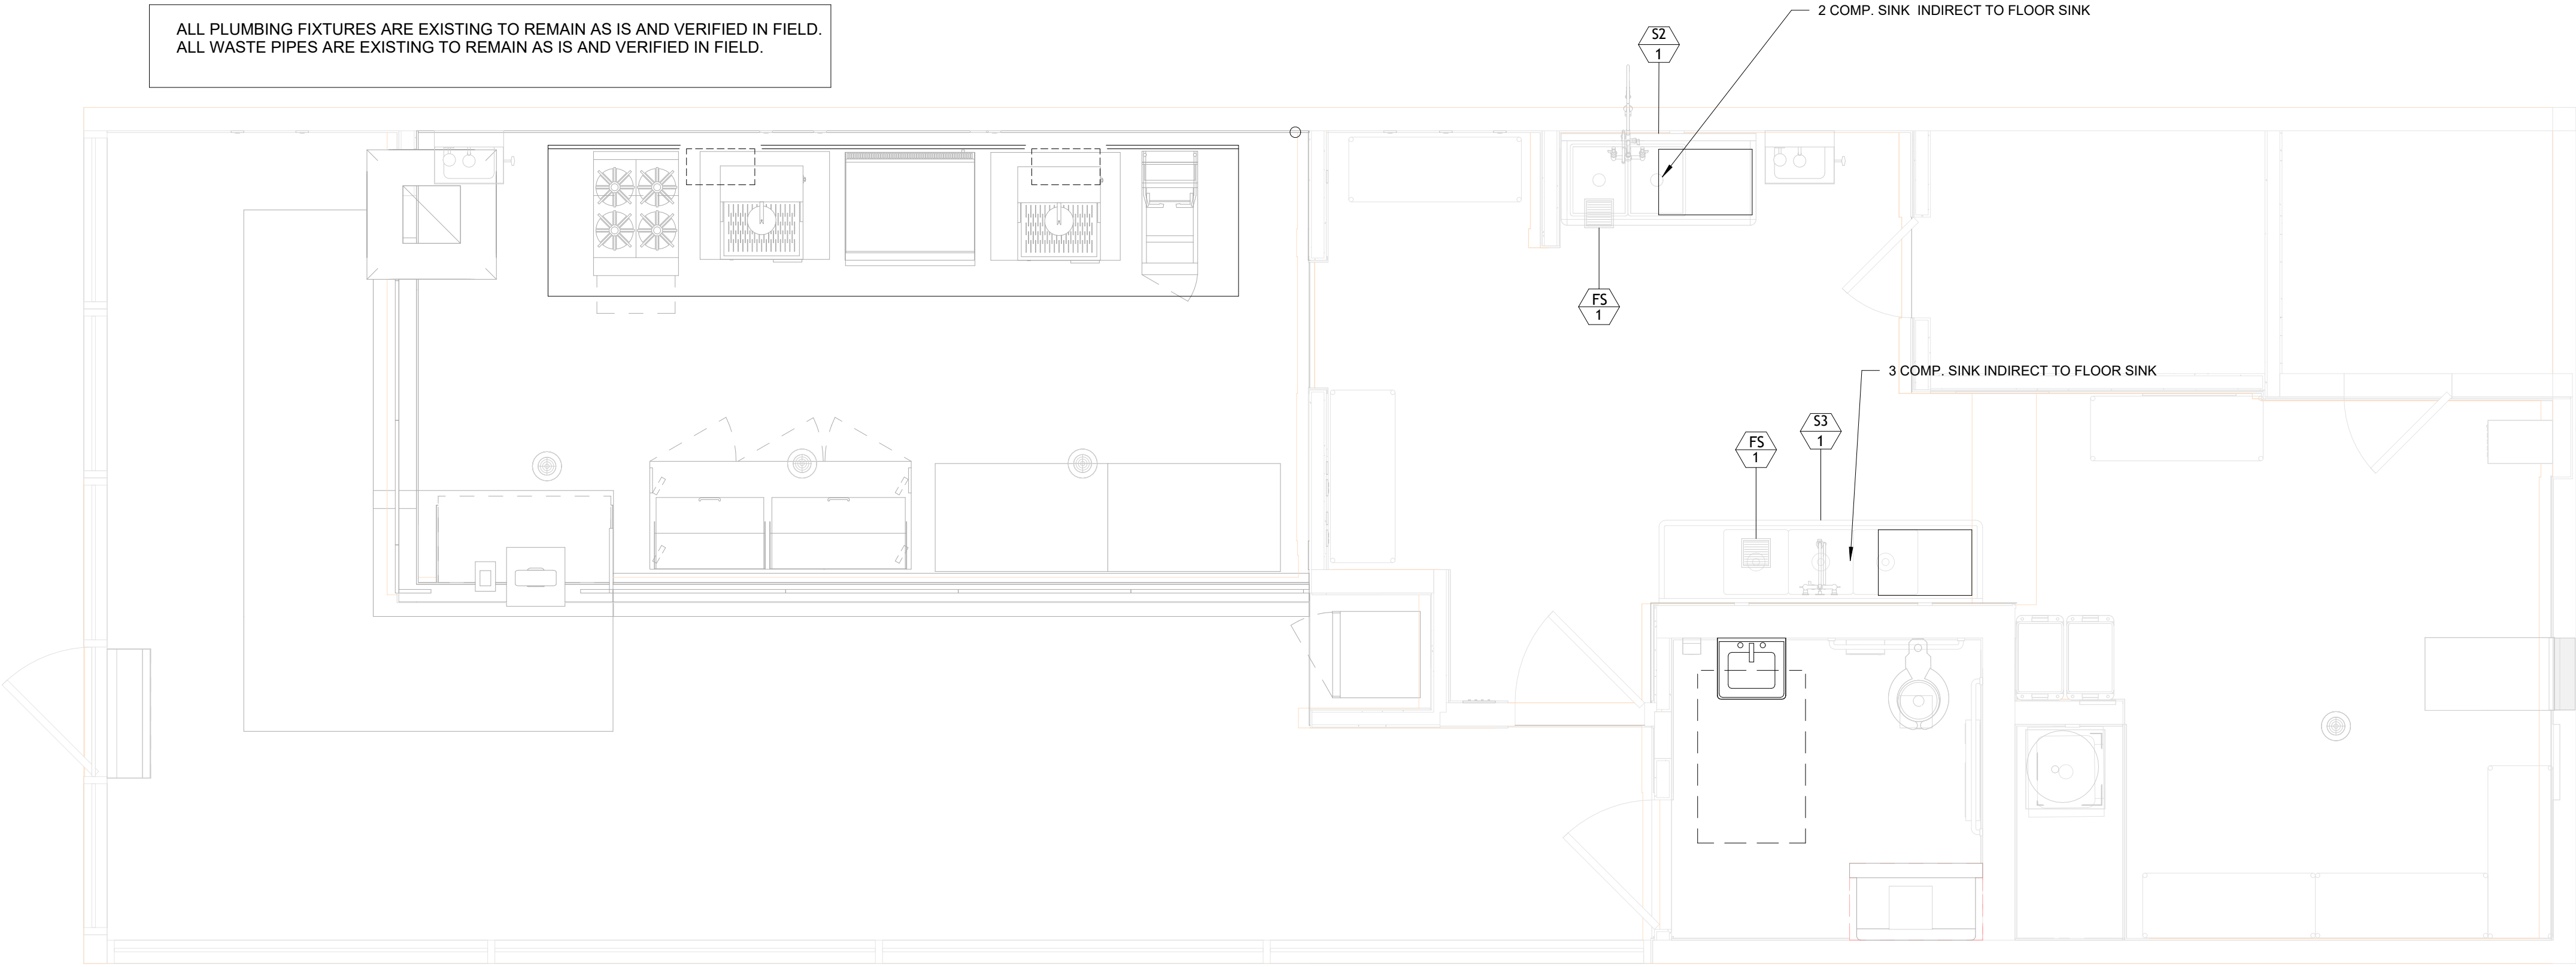 ALL PLUMBING FIXTURES ARE EXISTING TO REMAIN AS IS AND VERIFIED IN FIELD.
ALL WASTE PIPES ARE EXISTING TO REMAIN AS IS AND VERIFIED IN FIELD.
2 COMP. SINK INDIRECT TO FLOOR SINK
S2
1
FS
1
3 COMP. SINK INDIRECT TO FLOOR SINK
S3
1
FS
1